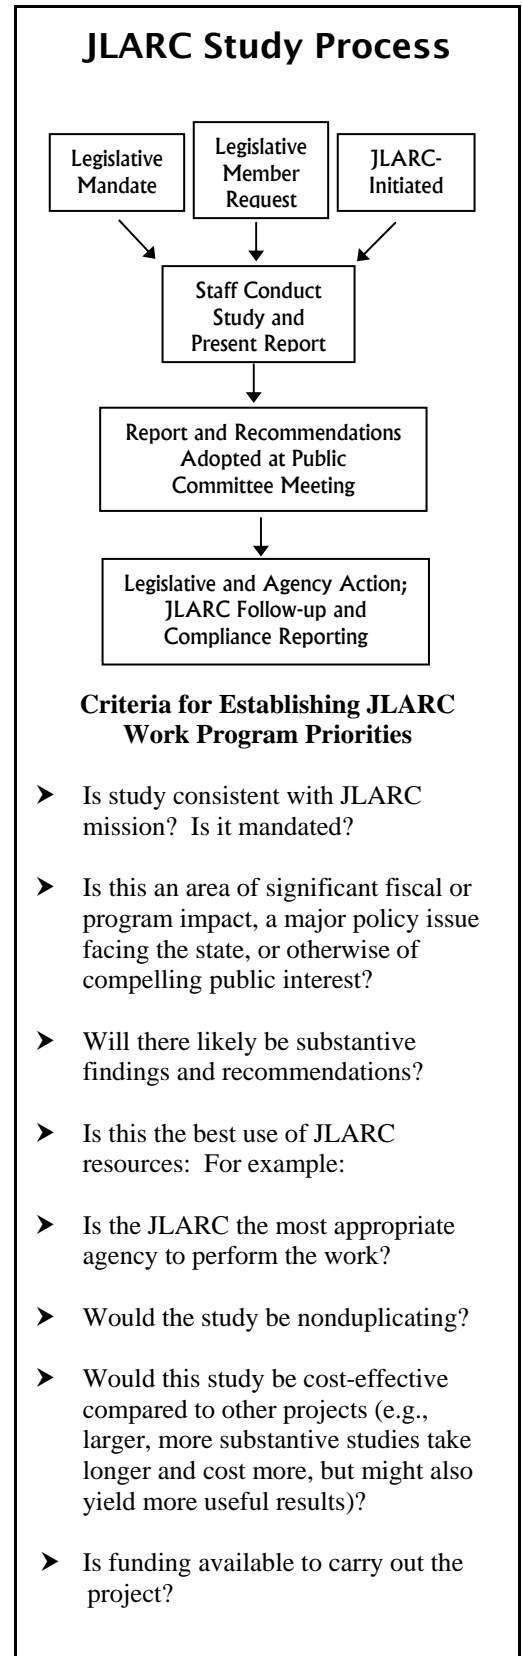 JLARC Study Process
Legislative
Mandate
Legislative
Member
Request
JLARC-
Initiated
Staff Conduct
Study and
Present Report
Report and Recommendations
Adopted at Public
Committee Meeting
Legislative and Agency Action;
JLARC Follow-up and
Compliance Reporting
Criteria for Establishing JLARC
Work Program Priorities
➤ Is study consistent with JLARC
mission? Is it mandated?
➤ Is this an area of significant fiscal or
program impact, a major policy issue
facing the state, or otherwise of
compelling public interest?
➤ Will there likely be substantive
findings and recommendations?
➤ Is this the best use of JLARC
resources: For example:
➤ Is the JLARC the most appropriate
agency to perform the work?
➤ Would the study be nonduplicating?
➤ Would this study be cost-effective
compared to other projects (e.g.,
larger, more substantive studies take
longer and cost more, but might also
yield more useful results)?
➤ Is funding available to carry out the
project?